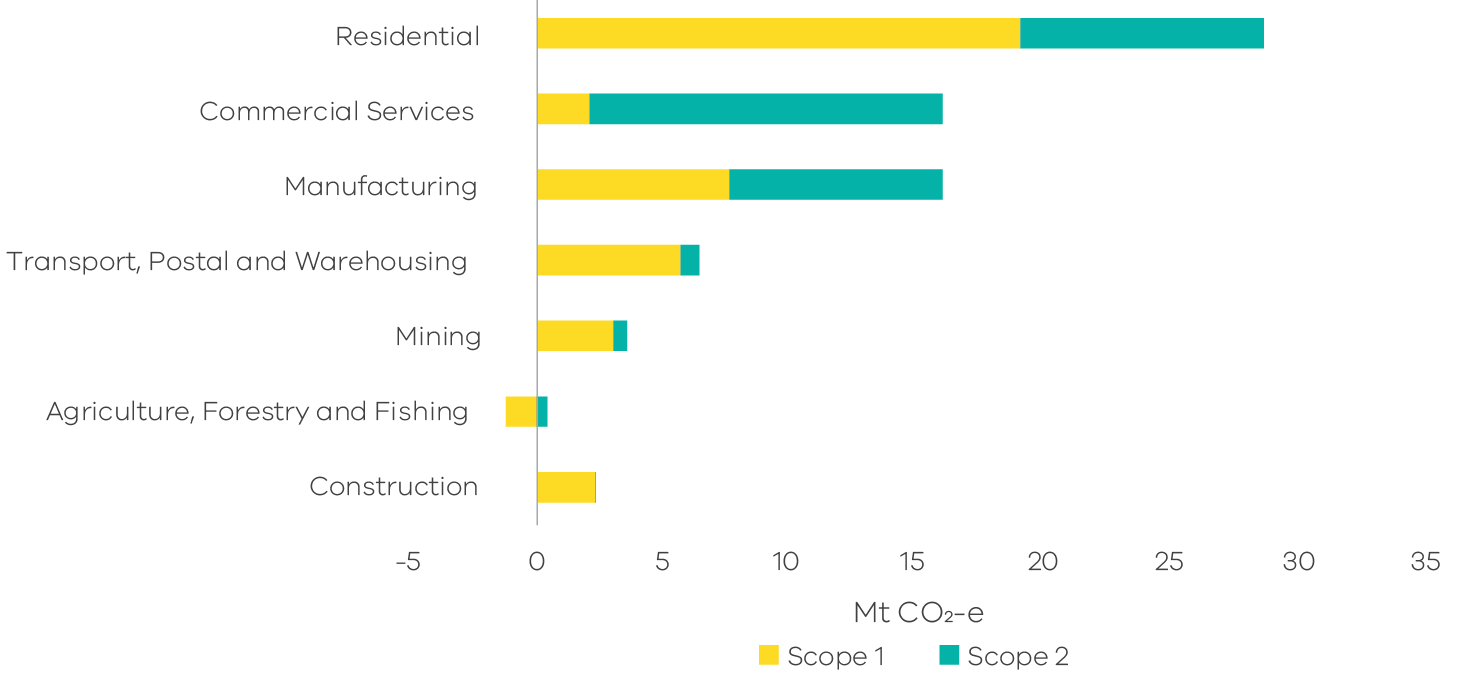 Residential
Commercial Services
Manufacturing
Transport, Postal and Warehousing
Mining
Agriculture, Forestry and Fishing
Construction
-5 0 5 10 15 20 25 30 35
Mt CO₂-e
Scope 1 Scope 2